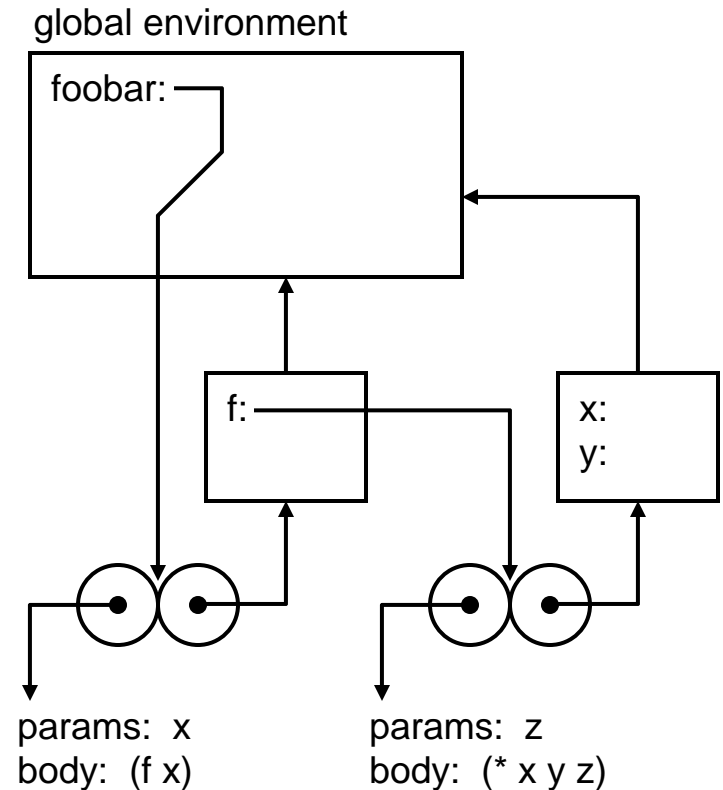 global environment
foobar:
f:
x:
y:
params: x
body: (f x)
params: z
body: (* x y z)